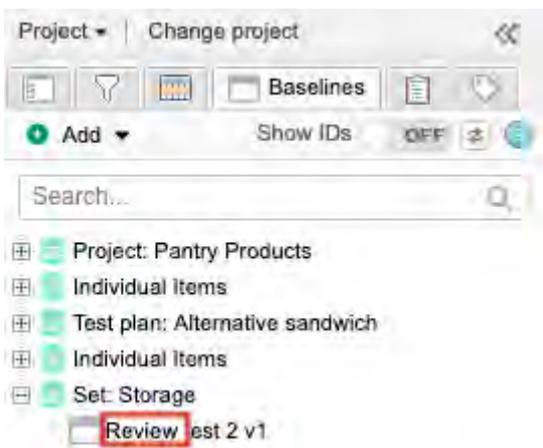 Project Change project
Baselines
Add Show IDs OFF
Search...
Project: Pantry Products
Individual Items
Test plan: Alternative sandwich
Individual Items
Set: Storage
Review est 2 v1